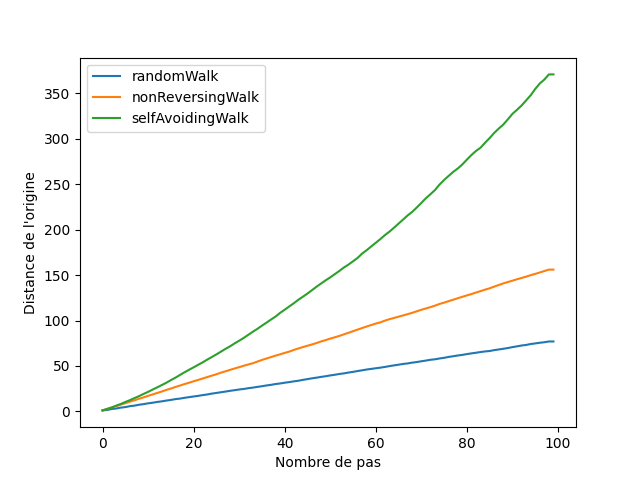 randomWalk
nonReversingWalk
selfAvoidingWalk
Distance de l'origine
350
300
250
200
150
100
50
0
0 20 40 60 80 100
Nombre de pas